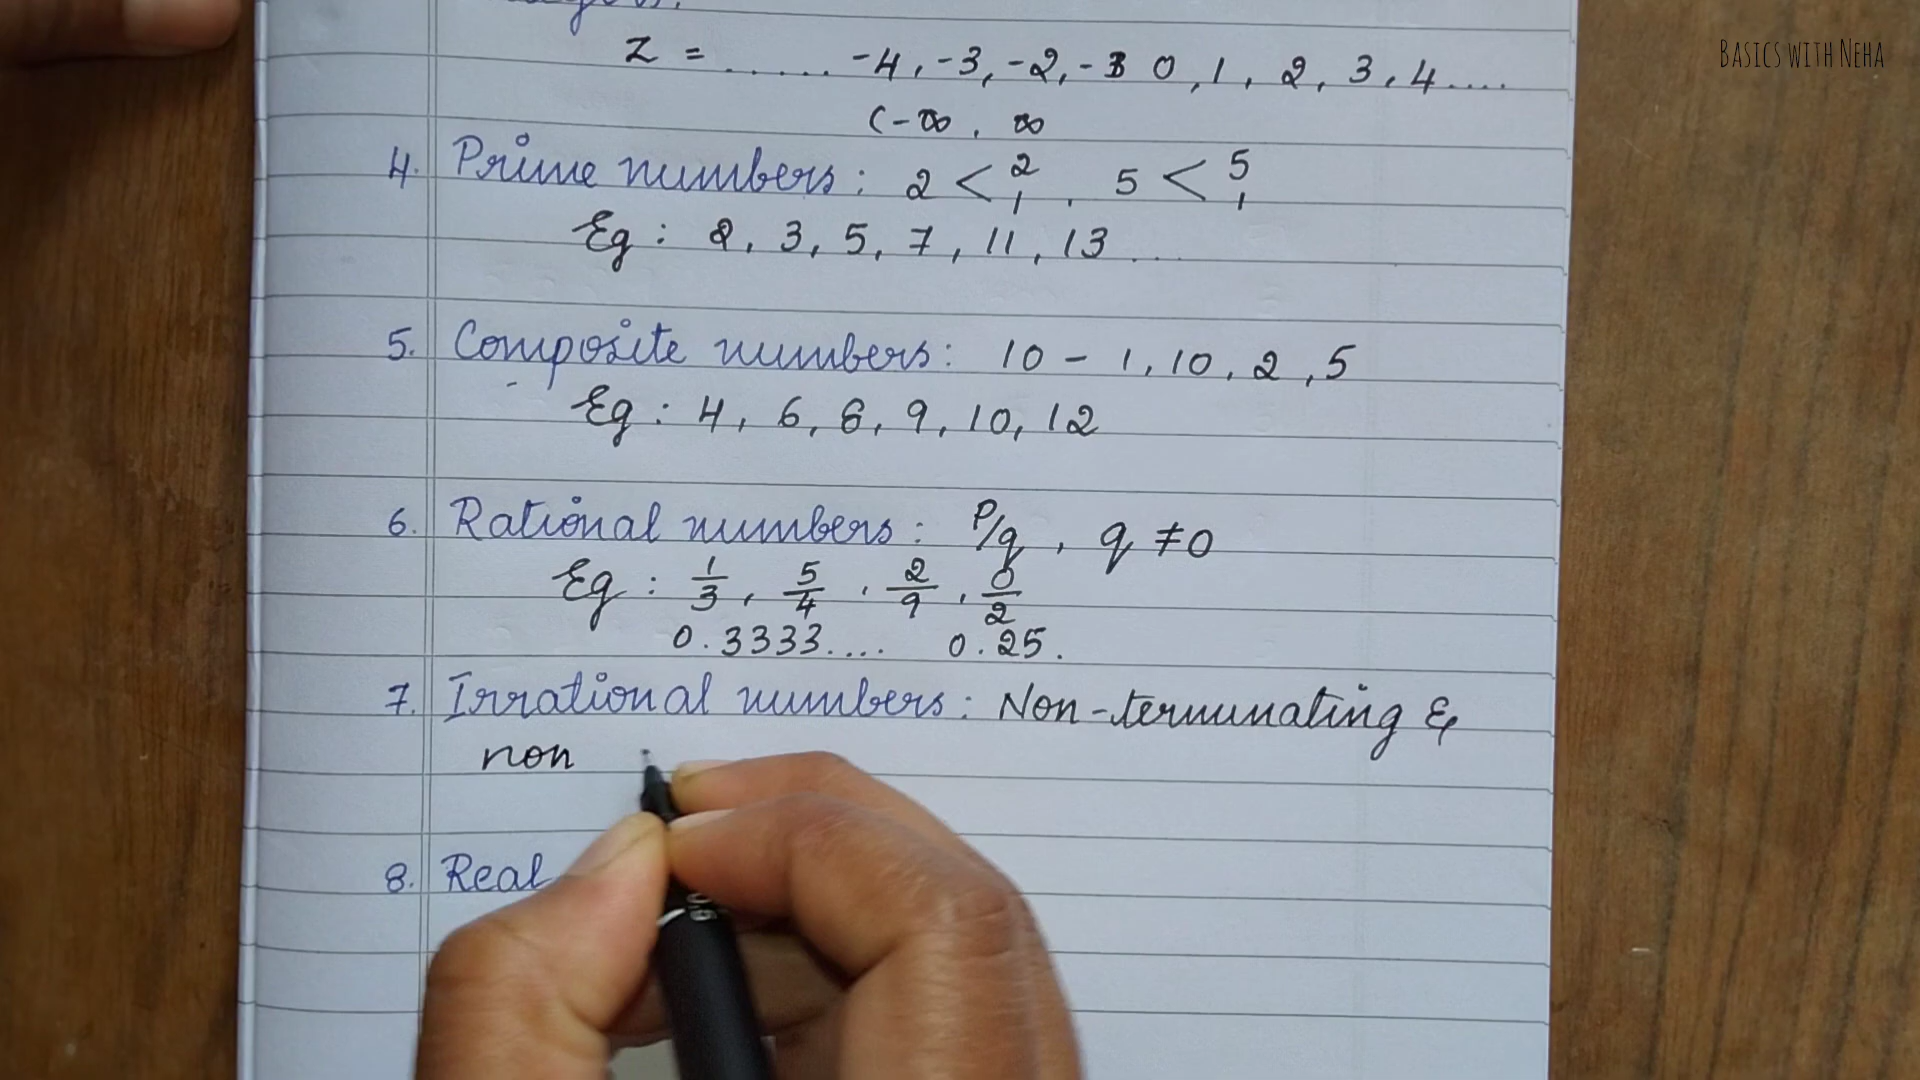 BASICS WITH NEHA
Z = ...... -4, -3, -2, -1 0, 1, 2, 3, 4....
(-∞, ∞
4. Prime numbers: 2 < 2 1, 5 < 5 1
Eg: 2, 3, 5, 7, 11, 13...
5. Composite numbers: 10 - 1, 10, 2, 5
Eg: 4, 6, 8, 9, 10, 12
6. Rational numbers: P/q, q ≠ 0
Eg: 1/3, 5/4, 2/9, 0/2
0.3333.... 0.25.
7. Irrational numbers: Non-terminating &
non
8. Real